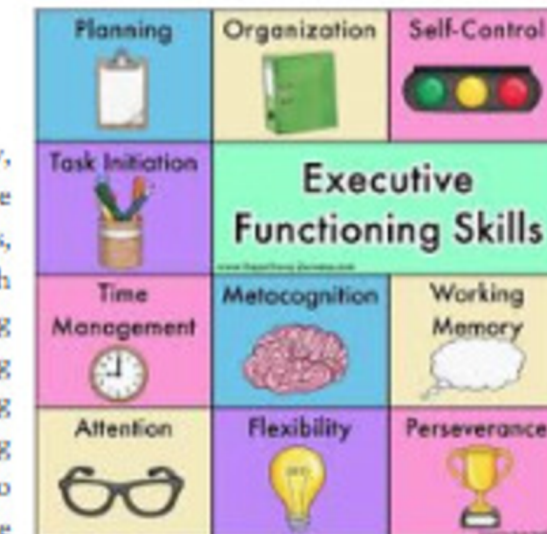 Planning
Organization
Self-Control
Task Initiation
Executive
Functioning Skills
Time
Management
Metacognition
Working
Memory
Attention
Flexibility
Perseverance